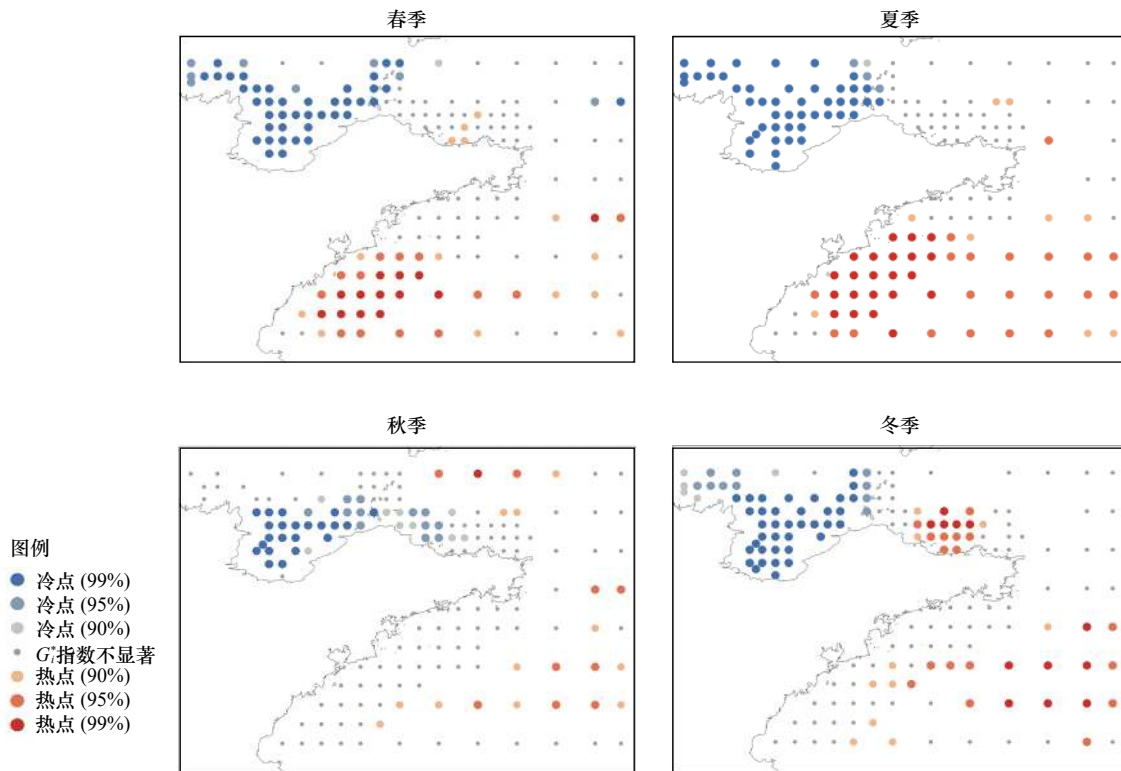 春季
夏季
秋季
冬季
图例
冷点 (99%)
冷点 (95%)
冷点 (90%)
G*i指数不显著
热点 (90%)
热点 (95%)
热点 (99%)